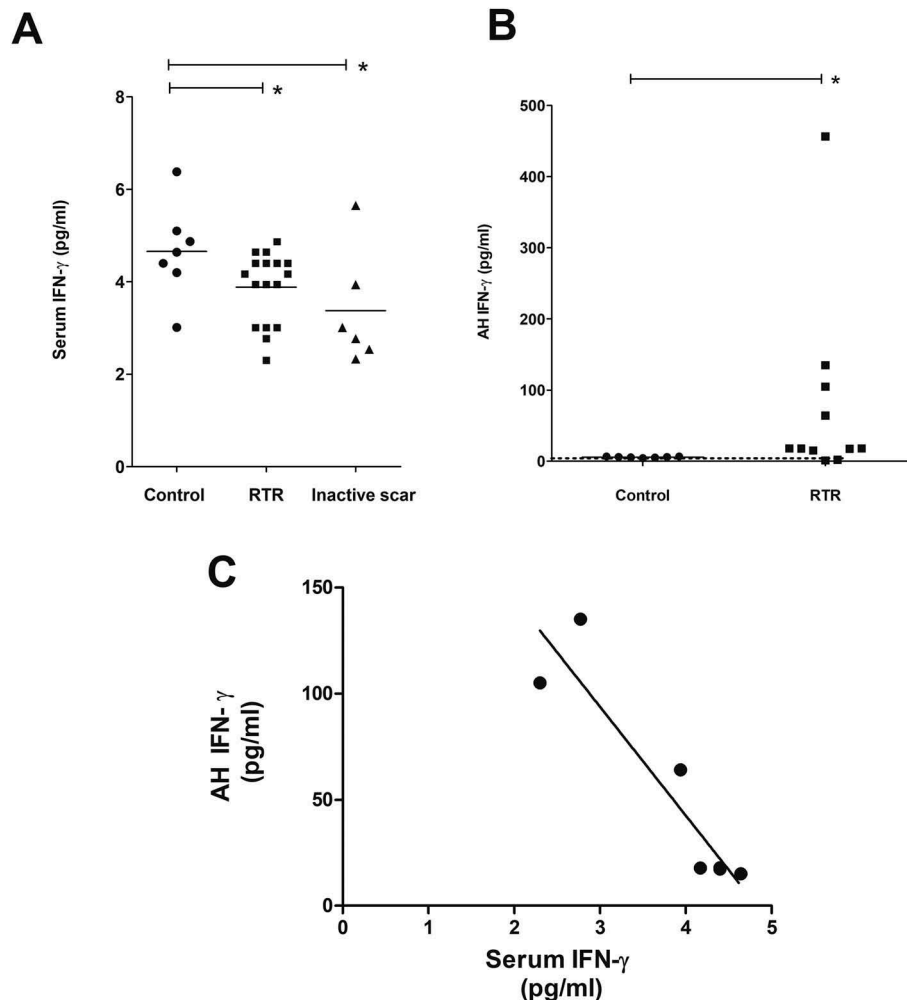 A
*
*
8
6
4
2
0
Serum IFN-γ (pg/ml)
Control RTR Inactive scar
B
*
500
400
300
200
100
50
0
AH IFN-γ (pg/ml)
Control RTR
C
150
100
50
0
AH IFN- γ
(pg/ml)
0 1 2 3 4 5
Serum IFN-γ
(pg/ml)